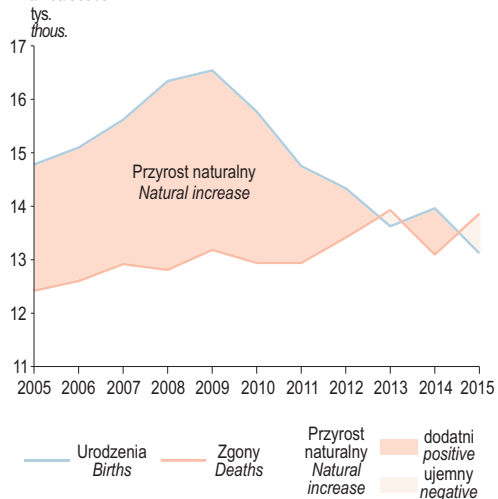 tys.
thous.
17
16
15
14
13
12
11
Przyrost naturalny
Natural increase
2005 2006 2007 2008 2009 2010 2011 2012 2013 2014 2015
Urodzenia
Births
Zgony
Deaths
Przyrost
naturalny
Natural
increase
dodatni
positive
ujemny
negative